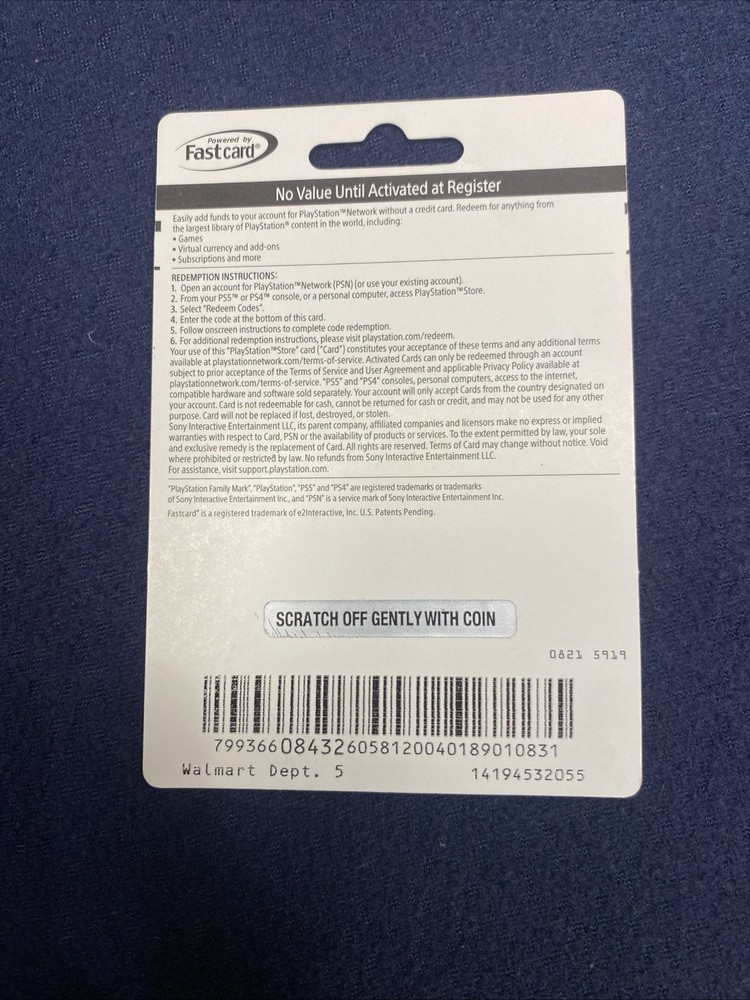 Powered by
Fastcard®
No Value Until Activated at Register
Easily add funds to your account for PlayStation™Network without a credit card. Redeem for anything from
the largest library of PlayStation® content in the world, including:
• Games
• Virtual currency and add-ons
• Subscriptions and more
REDEMPTION INSTRUCTIONS:
1. Open an account for PlayStation™Network (PSN) (or use your existing account).
2. From your PS5™ or PS4™ console, or a personal computer, access PlayStation™Store.
3. Select "Redeem Codes".
4. Enter the code at the bottom of this card.
5. Follow onscreen instructions to complete code redemption.
6. For additional redemption instructions, please visit playstation.com/redeem.
Your use of this "PlayStation™Store" card ("Card") constitutes your acceptance of these terms and any additional terms
available at playstationnetwork.com/terms-of-service. Activated Cards can only be redeemed through an account
subject to prior acceptance of the Terms of Service and User Agreement and applicable Privacy Policy available at
playstationnetwork.com/terms-of-service. "PS5" and "PS4" consoles, personal computers, access to the internet,
compatible hardware and software sold separately. Your account will only accept Cards from the country designated on
your account. Card is not redeemable for cash, cannot be returned for cash or credit, and may not be used for any other
purpose. Card will not be replaced if lost, destroyed, or stolen.
Sony Interactive Entertainment LLC, its parent company, affiliated companies and licensors make no express or implied
warranties with respect to Card, PSN or the availability of products or services. To the extent permitted by law, your sole
and exclusive remedy is the replacement of Card. All rights are reserved. Terms of Card may change without notice. Void
where prohibited or restricted by law. No refunds from Sony Interactive Entertainment LLC.
For assistance, visit support.playstation.com.
"PlayStation Family Mark", "PlayStation", "PS5" and "PS4" are registered trademarks or trademarks
of Sony Interactive Entertainment Inc., and "PSN" is a service mark of Sony Interactive Entertainment Inc.
Fastcard® is a registered trademark of e2Interactive, Inc. U.S. Patents Pending.
SCRATCH OFF GENTLY WITH COIN
0821 5919
799366084326058120040189010831
Walmart Dept. 5 14194532055